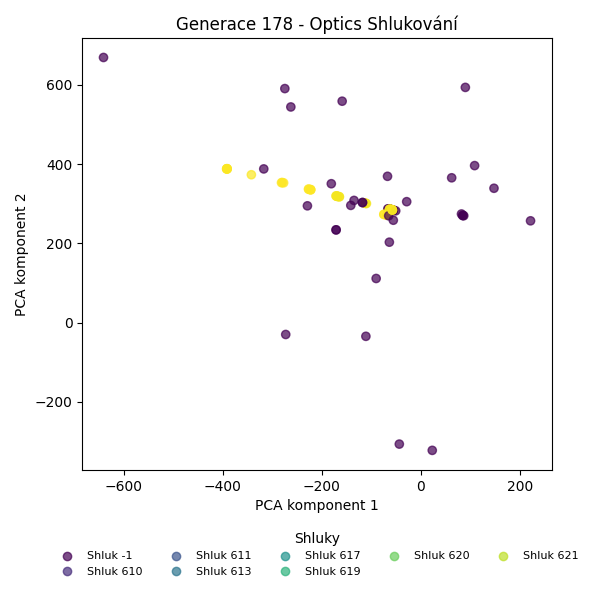 Generace 178 - Optics Shlukování
PCA komponent 2
600
400
200
0
−200
−600
−400
−200
0
200
PCA komponent 1
Shluky
Shluk -1
Shluk 611
Shluk 617
Shluk 620
Shluk 621
Shluk 610
Shluk 613
Shluk 619